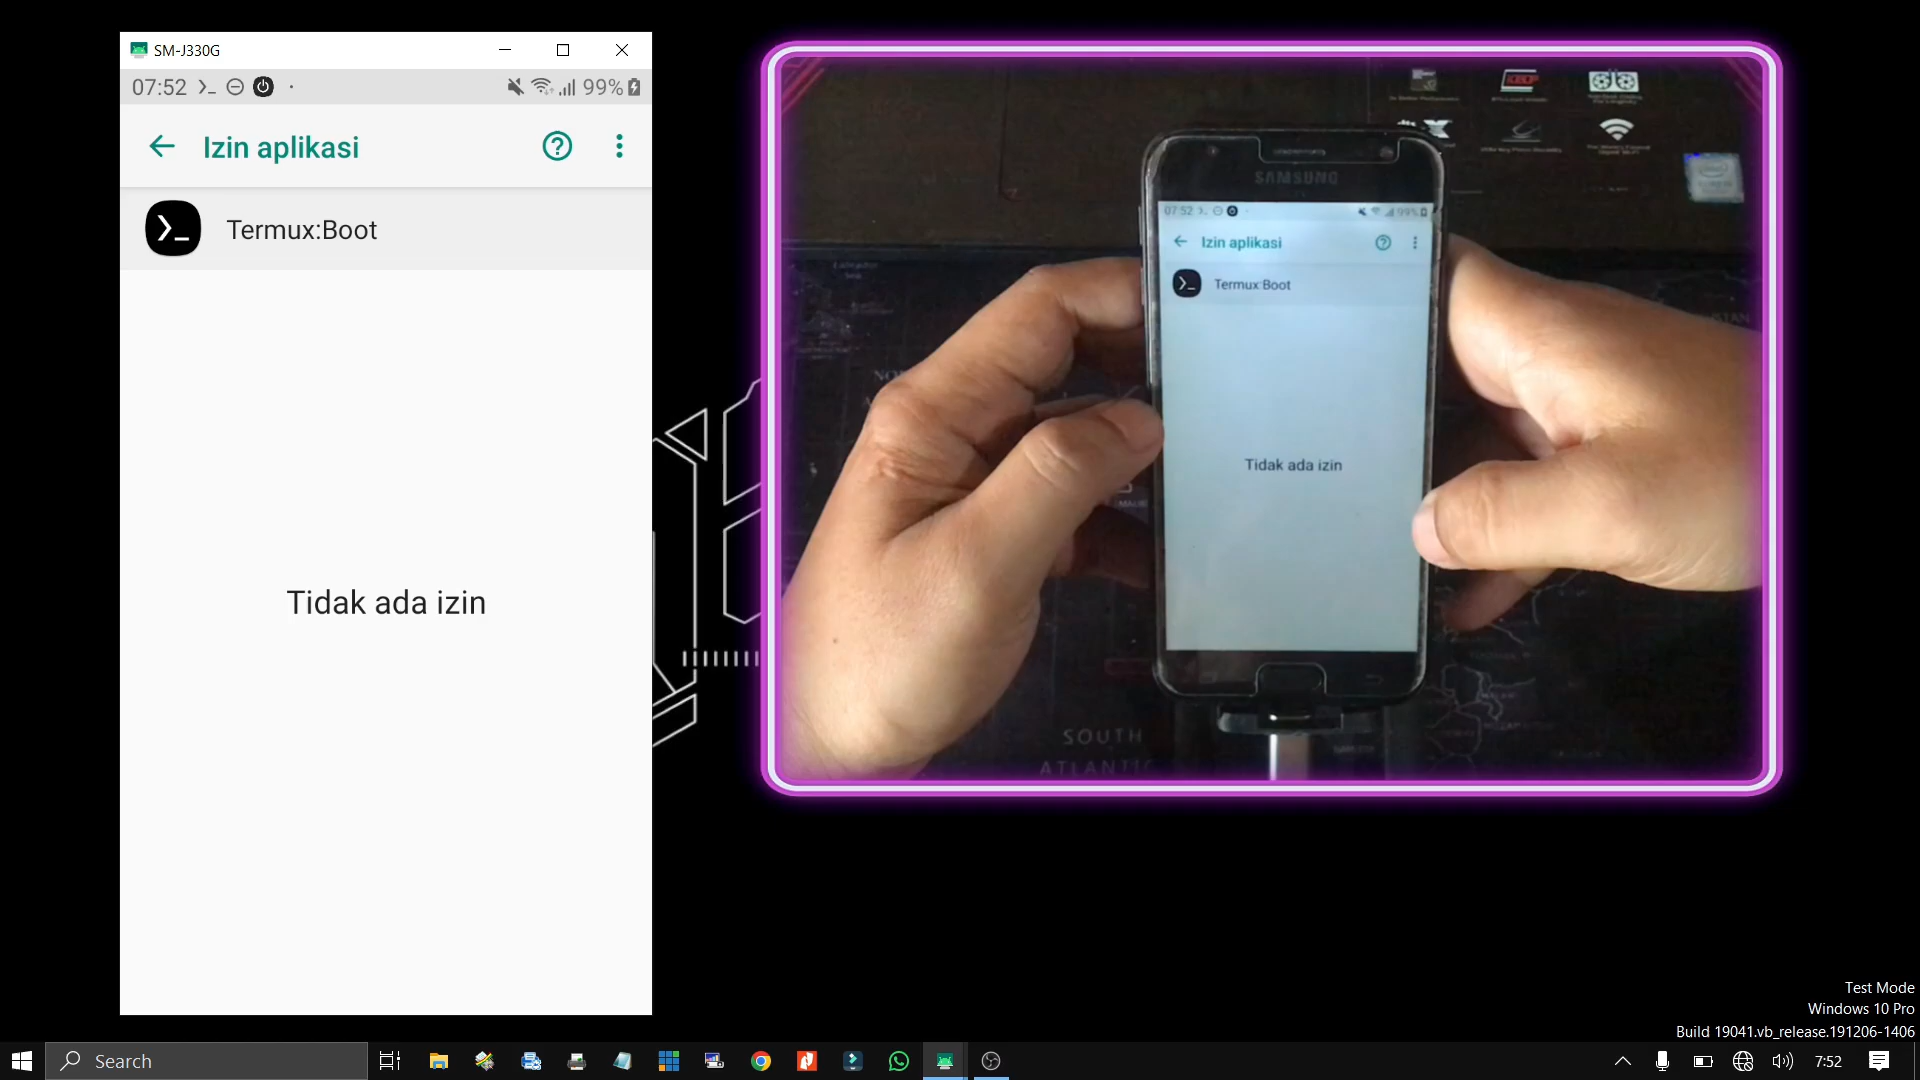 SM-J330G
07:52
99%
Izin aplikasi
Termux:Boot
Tidak ada izin
SAMSUNG
07:52
99%
Izin aplikasi
Termux:Boot
Tidak ada izin
SOUTH
ATLANTIC
Test Mode
Windows 10 Pro
Build 19041.vb_release.191206-1406
Search
7:52